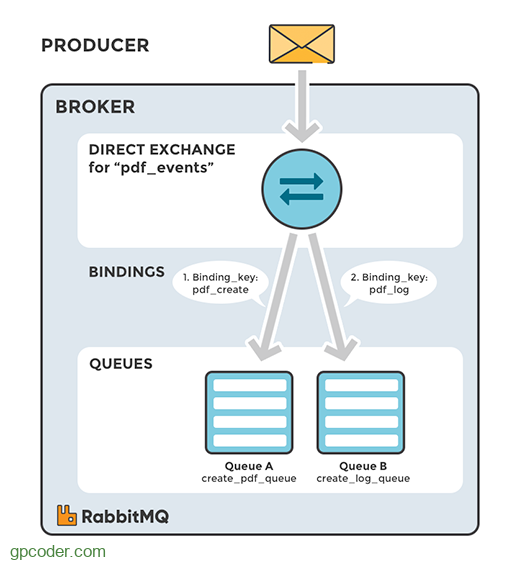 PRODUCER
BROKER
DIRECT EXCHANGE
for “pdf_events”
BINDINGS
1. Binding_key:
pdf_create
2. Binding_key:
pdf_log
QUEUES
Queue A
create_pdf_queue
Queue B
create_log_queue
RabbitMQ
gpcoder.com